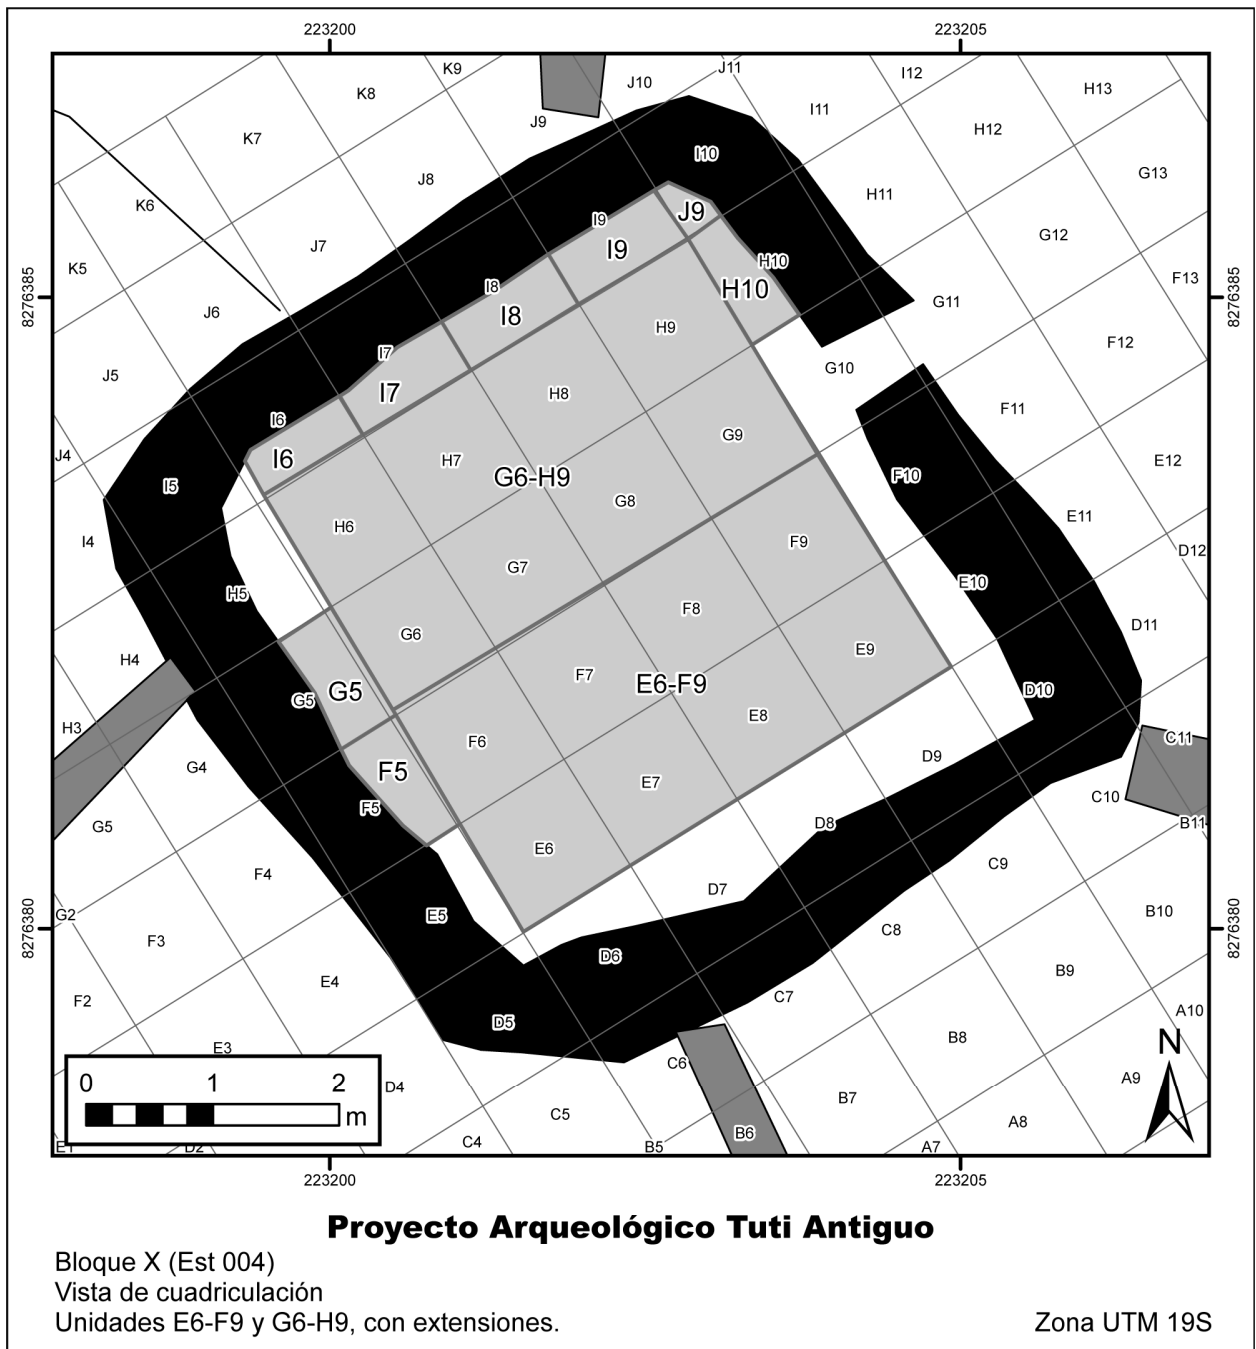 223200
223205
K9
J11
I12
J10
K8
H13
I11
J9
H12
K7
I10
G13
J8
H11
K6
J9
I9
G12
J7
I9
K5
H10
F13
8276385
8276385
I8
H10
G11
J6
I8
H9
F12
I7
G10
J5
I7
H8
F11
I6
G9
J4
I6
H7
E12
G6-H9
F10
I5
G8
E11
H6
I4
F9
D12
G7
E10
H5
F8
D11
G6
E9
H4
F7
E6-F9
D10
G5
G5
E8
H3
C11
F6
D9
G4
F5
E7
C10
F5
B11
D8
G5
E6
C9
F4
D7
B10
G2
E5
C8
8276380
8276380
F3
D6
B9
E4
C7
F2
A10
D5
B8
N
E3
C6
A9
0 1 2
m
D4
B7
C5
A8
B6
C4
E1
D2
B5
A7
223200
223205
Proyecto Arqueológico Tuti Antiguo
Bloque X (Est 004)
Vista de cuadriculación
Unidades E6-F9 y G6-H9, con extensiones.
Zona UTM 19S